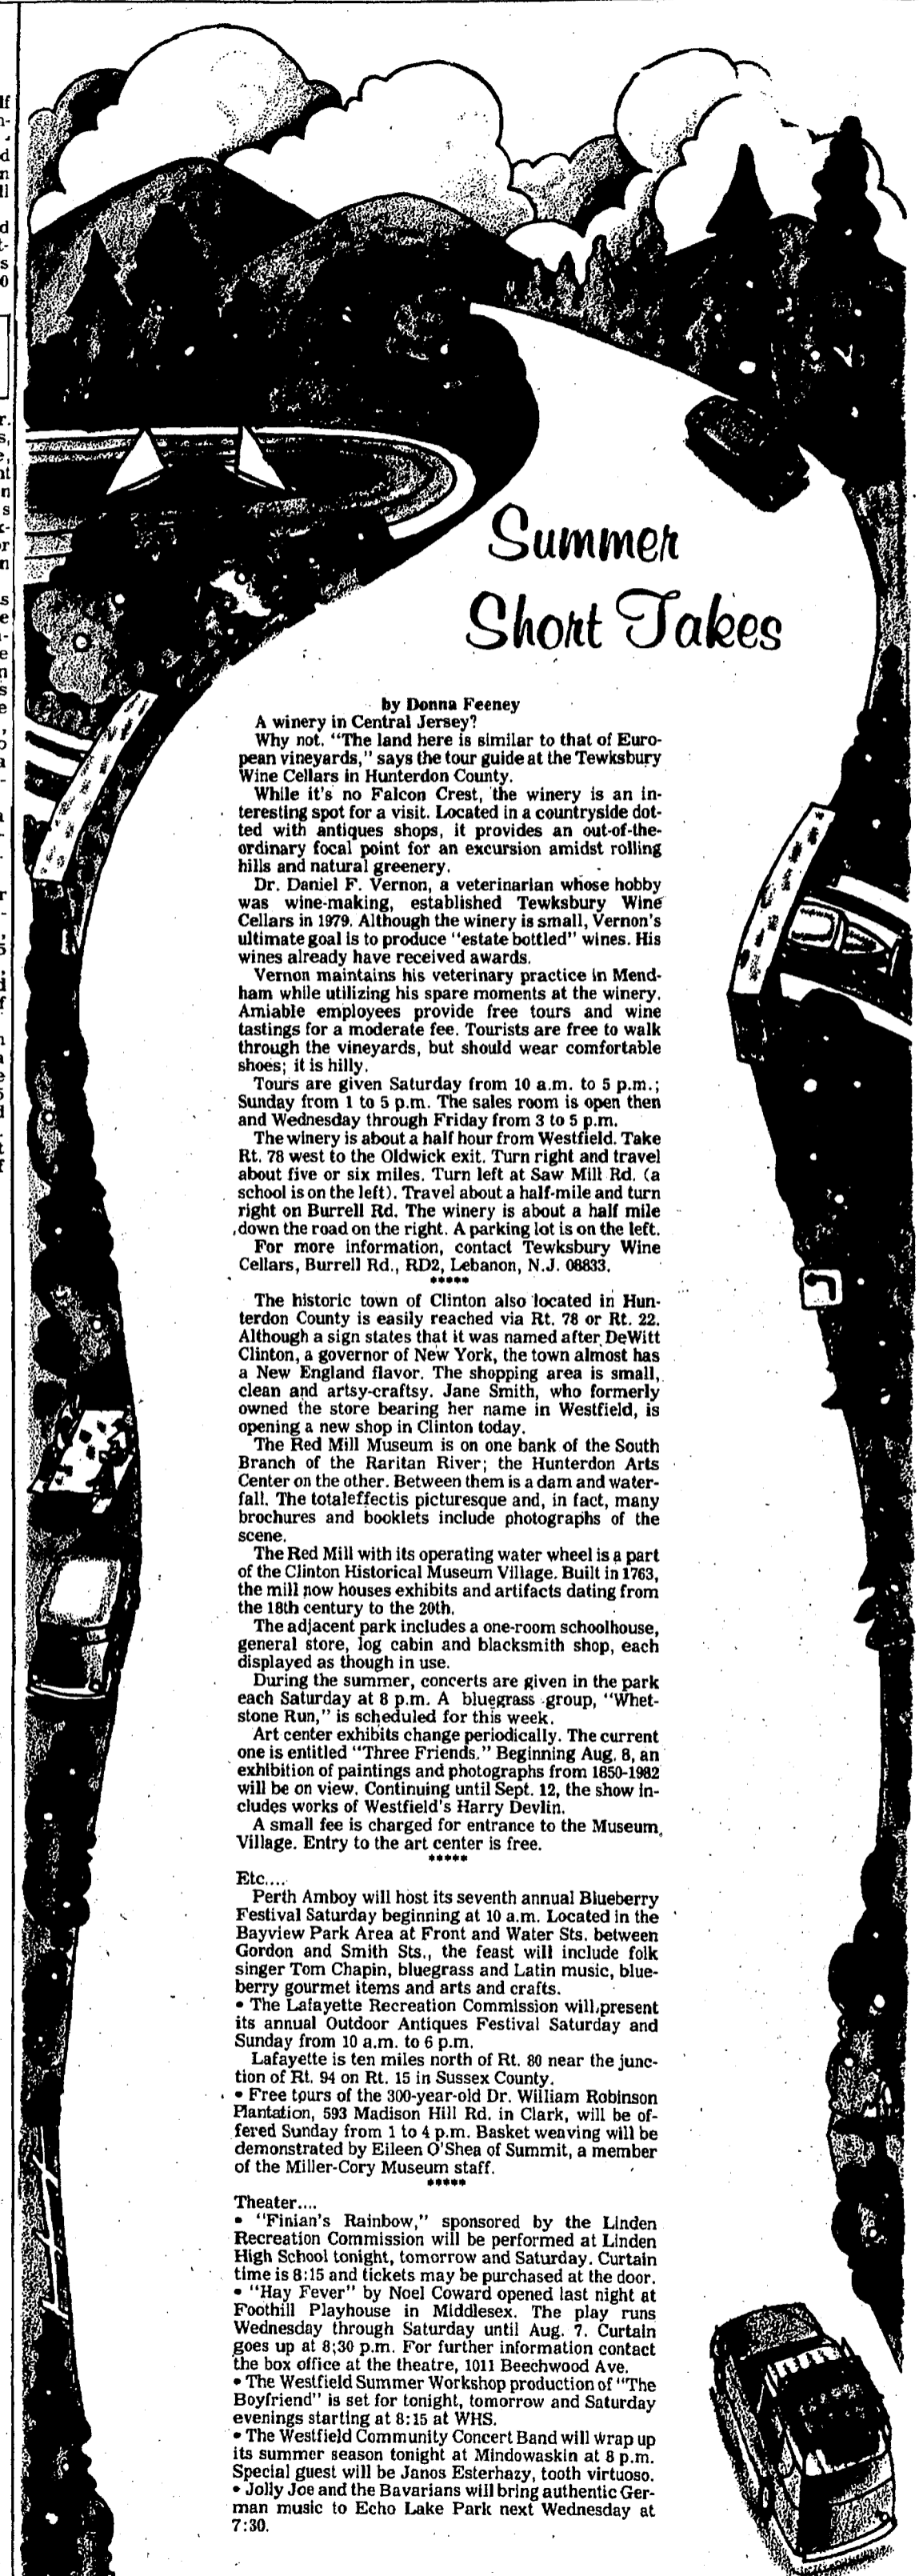 Summer
Short Takes
by Donna Feeney
A winery in Central Jersey?
Why not. "The land here is similar to that of Euro-
pean vineyards," says the tour guide at the Tewksbury
Wine Cellars in Hunterdon County.
While it's no Falcon Crest, the winery is an in-
teresting spot for a visit. Located in a countryside dot-
ted with antiques shops, it provides an out-of-the-
ordinary focal point for an excursion amidst rolling
hills and natural greenery.
Dr. Daniel F. Vernon, a veterinarian whose hobby
was wine-making, established Tewksbury Wine
Cellars in 1979. Although the winery is small, Vernon's
ultimate goal is to produce "estate bottled" wines. His
wines already have received awards.
Vernon maintains his veterinary practice in Mend-
ham while utilizing his spare moments at the winery.
Amiable employees provide free tours and wine
tastings for a moderate fee. Tourists are free to walk
through the vineyards, but should wear comfortable
shoes; it is hilly.
Tours are given Saturday from 10 a.m. to 5 p.m.;
Sunday from 1 to 5 p.m. The sales room is open then
and Wednesday through Friday from 3 to 5 p.m.
The winery is about a half hour from Westfield. Take
Rt. 78 west to the Oldwick exit. Turn right and travel
about five or six miles. Turn left at Saw Mill Rd. (a
school is on the left). Travel about a half-mile and turn
right on Burrell Rd. The winery is about a half mile
down the road on the right. A parking lot is on the left.
For more information, contact Tewksbury Wine
Cellars, Burrell Rd., RD2, Lebanon, N.J. 08833.
*****
The historic town of Clinton also located in Hun-
terdon County is easily reached via Rt. 78 or Rt. 22.
Although a sign states that it was named after DeWitt
Clinton, a governor of New York, the town almost has
a New England flavor. The shopping area is small,
clean and artsy-craftsy. Jane Smith, who formerly
owned the store bearing her name in Westfield, is
opening a new shop in Clinton today.
The Red Mill Museum is on one bank of the South
Branch of the Raritan River; the Hunterdon Arts
Center on the other. Between them is a dam and water-
fall. The totaleffectis picturesque and, in fact, many
brochures and booklets include photographs of the
scene.
The Red Mill with its operating water wheel is a part
of the Clinton Historical Museum Village. Built in 1763,
the mill now houses exhibits and artifacts dating from
the 18th century to the 20th.
The adjacent park includes a one-room schoolhouse,
general store, log cabin and blacksmith shop, each
displayed as though in use.
During the summer, concerts are given in the park
each Saturday at 8 p.m. A bluegrass group, "Whet-
stone Run," is scheduled for this week.
Art center exhibits change periodically. The current
one is entitled "Three Friends." Beginning Aug. 8, an
exhibition of paintings and photographs from 1850-1982
will be on view. Continuing until Sept. 12, the show in-
cludes works of Westfield's Harry Devlin.
A small fee is charged for entrance to the Museum
Village. Entry to the art center is free.
*****
Etc....
Perth Amboy will host its seventh annual Blueberry
Festival Saturday beginning at 10 a.m. Located in the
Bayview Park Area at Front and Water Sts. between
Gordon and Smith Sts., the feast will include folk
singer Tom Chapin, bluegrass and Latin music, blue-
berry gourmet items and arts and crafts.
• The Lafayette Recreation Commission will present
its annual Outdoor Antiques Festival Saturday and
Sunday from 10 a.m. to 6 p.m.
Lafayette is ten miles north of Rt. 80 near the junc-
tion of Rt. 94 on Rt. 15 in Sussex County.
• Free tours of the 300-year-old Dr. William Robinson
Plantation, 593 Madison Hill Rd. in Clark, will be of-
fered Sunday from 1 to 4 p.m. Basket weaving will be
demonstrated by Eileen O'Shea of Summit, a member
of the Miller-Cory Museum staff.
*****
Theater....
• "Finian's Rainbow," sponsored by the Linden
Recreation Commission will be performed at Linden
High School tonight, tomorrow and Saturday. Curtain
time is 8:15 and tickets may be purchased at the door.
• "Hay Fever" by Noel Coward opened last night at
Foothill Playhouse in Middlesex. The play runs
Wednesday through Saturday until Aug. 7. Curtain
goes up at 8:30 p.m. For further information contact
the box office at the theatre, 1011 Beechwood Ave.
• The Westfield Summer Workshop production of "The
Boyfriend" is set for tonight, tomorrow and Saturday
evenings starting at 8:15 at WHS.
• The Westfield Community Concert Band will wrap up
its summer season tonight at Mindowaskin at 8 p.m.
Special guest will be Janos Esterhazy, tooth virtuoso.
• Jolly Joe and the Bavarians will bring authentic Ger-
man music to Echo Lake Park next Wednesday at
7:30.